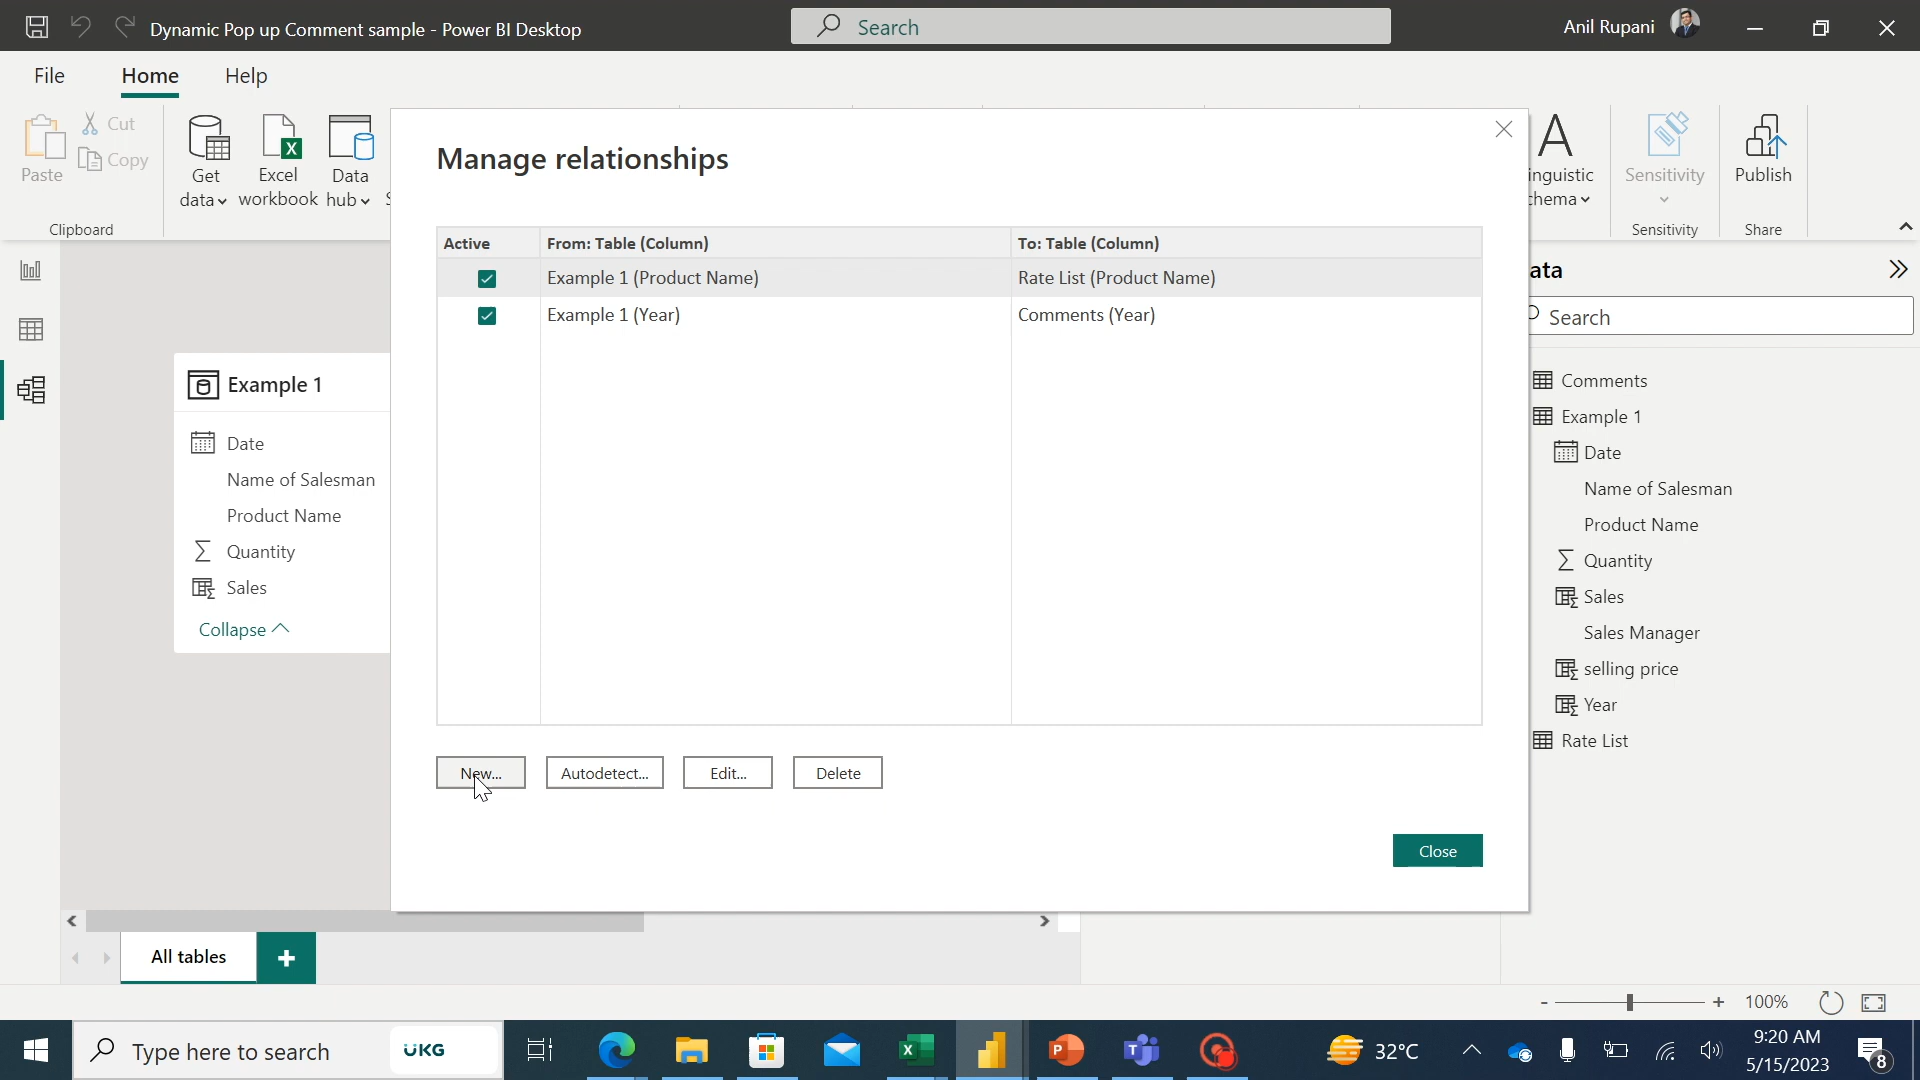 Dynamic Pop up Comment sample - Power BI Desktop
Search
Anil Rupani
File
Home
Help
Paste
Cut
Copy
Clipboard
Get
data
Excel
workbook
Data
hub
inguistic
hema
Sensitivity
Sensitivity
Publish
Share
Manage relationships
Active
From: Table (Column)
To: Table (Column)
Example 1 (Product Name)
Rate List (Product Name)
Example 1 (Year)
Comments (Year)
New...
Autodetect...
Edit...
Delete
Close
Example 1
Date
Name of Salesman
Product Name
Quantity
Sales
Collapse
ata
Search
Comments
Example 1
Date
Name of Salesman
Product Name
Quantity
Sales
Sales Manager
selling price
Year
Rate List
All tables
+
- + 100%
Type here to search
UKG
32°C
9:20 AM
5/15/2023
8